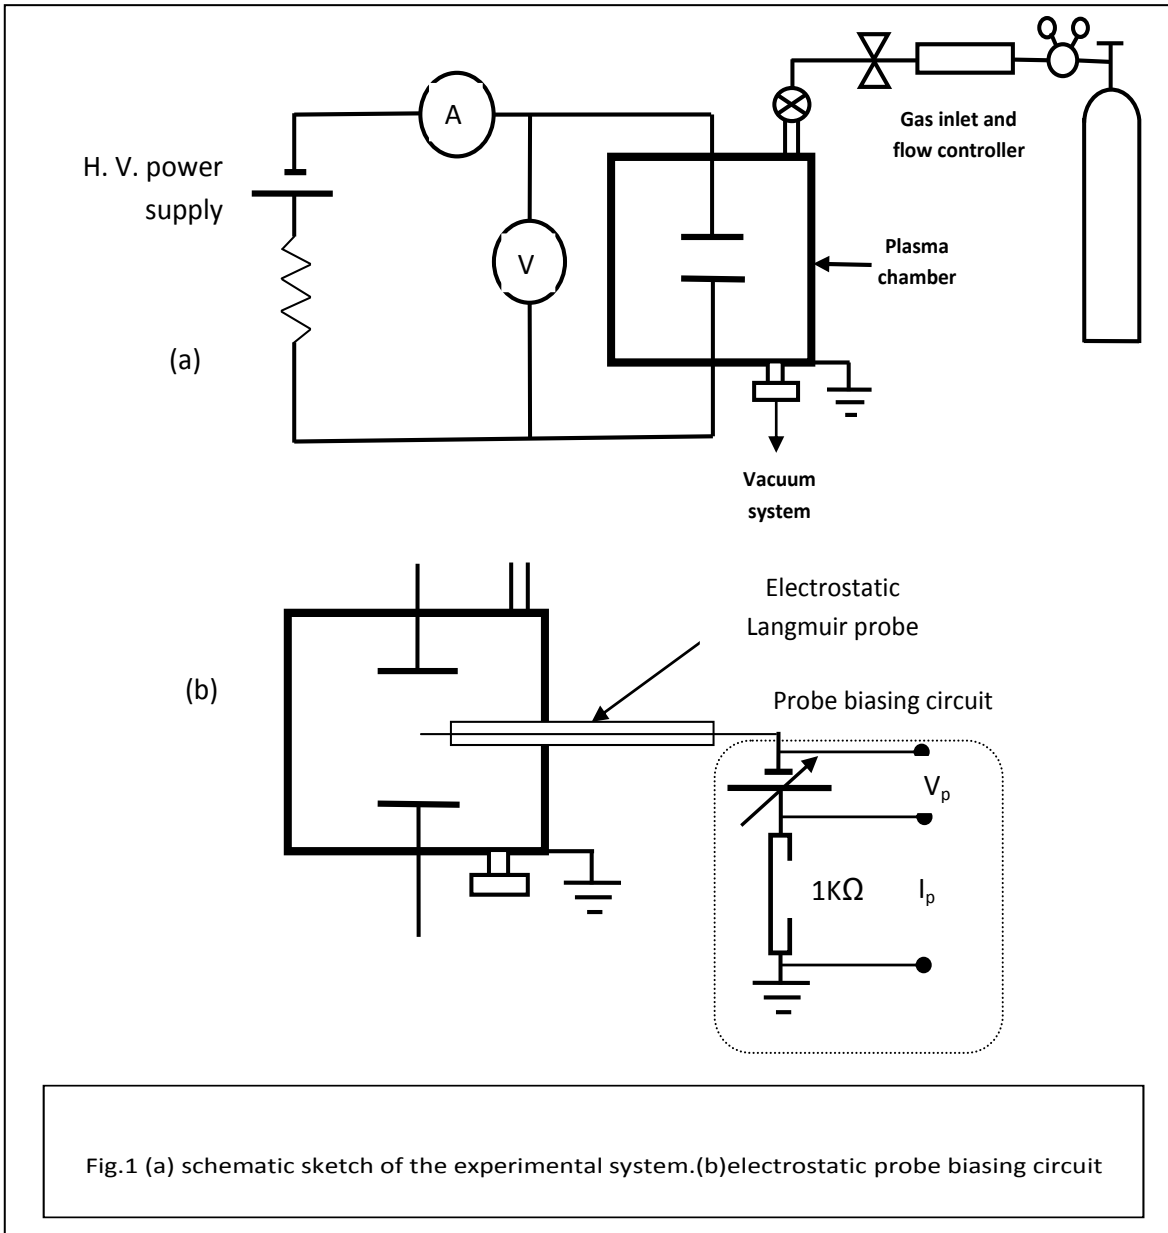 A
Gas inlet and
flow controller
H. V. power
supply
V
Plasma
chamber
(a)
Vacuum
system
Electrostatic
Langmuir probe
(b)
Probe biasing circuit
Vₚ
1KΩ
Iₚ
Fig.1 (a) schematic sketch of the experimental system.(b)electrostatic probe biasing circuit